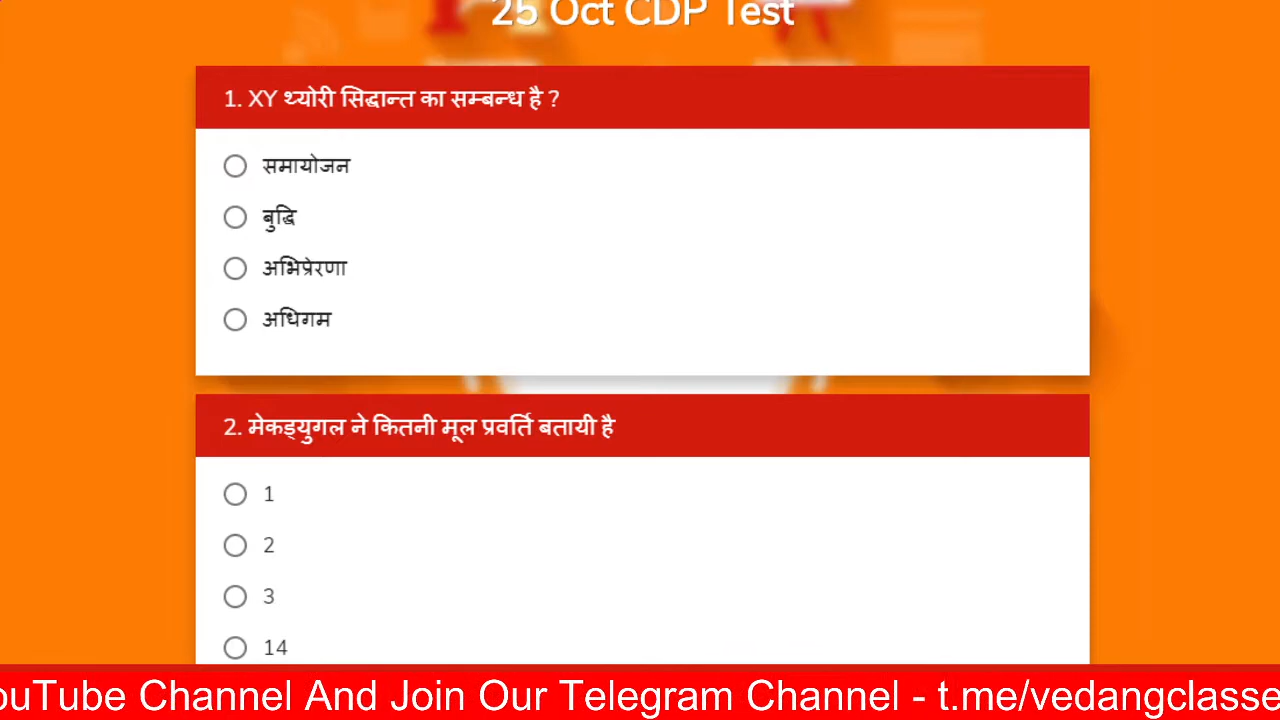 25 Oct CDP Test
1. XY थ्योरी सिद्धान्त का सम्बन्ध है ?
समायोजन
बुद्धि
अभिप्रेरणा
अधिगम
2. मेकड्युगल ने कितनी मूल प्रवर्ति बतायी है
1
2
3
14
ouTube Channel And Join Our Telegram Channel - t.me/vedangclasse